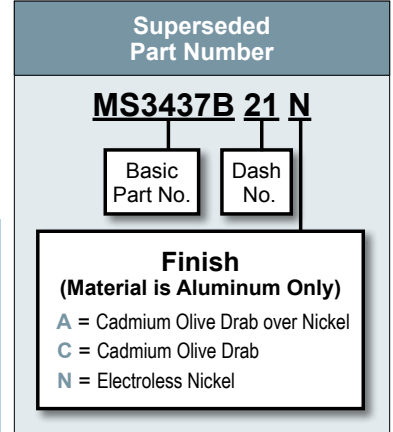 Superseded
Part Number
MS3437B 21 N
Basic
Part No.
Dash
No.
Finish
(Material is Aluminum Only)
A = Cadmium Olive Drab over Nickel
C = Cadmium Olive Drab
N = Electroless Nickel